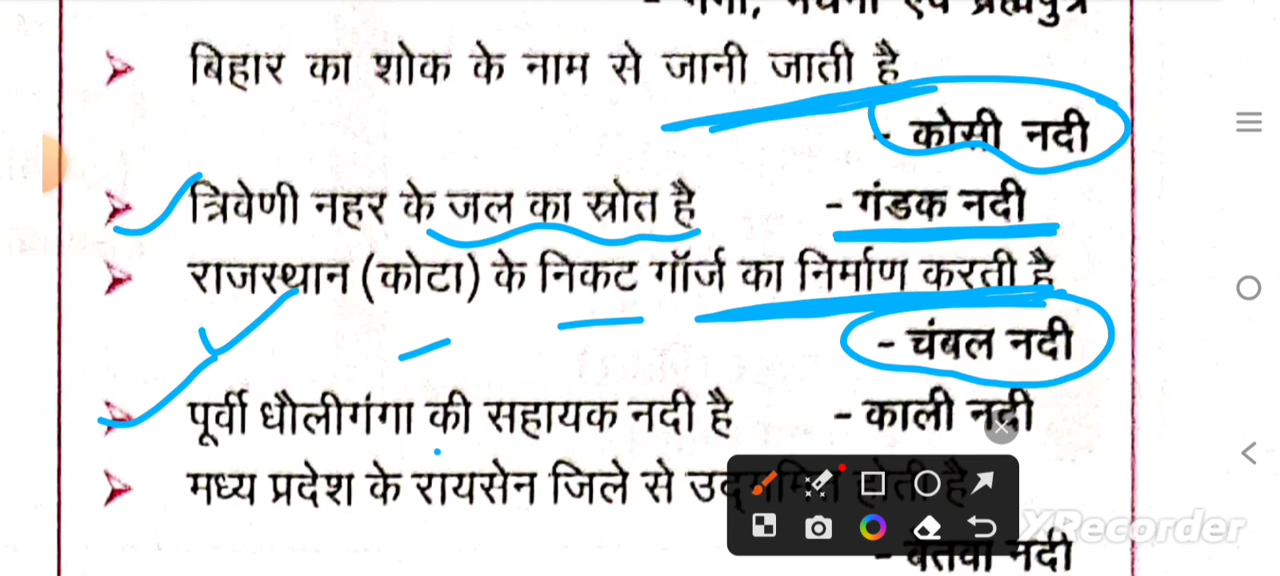 बिहार का शोक के नाम से जानी जाती है
- कोसी नदी
त्रिवेणी नहर के जल का स्रोत है - गंडक नदी
राजस्थान (कोटा) के निकट गॉर्ज का निर्माण करती है
- चंबल नदी
पूर्वी धौलीगंगा की सहायक नदी है - काली नदी
मध्य प्रदेश के रायसेन जिले से उद्गमित होती है
- बेतवा नदी
XRecorder